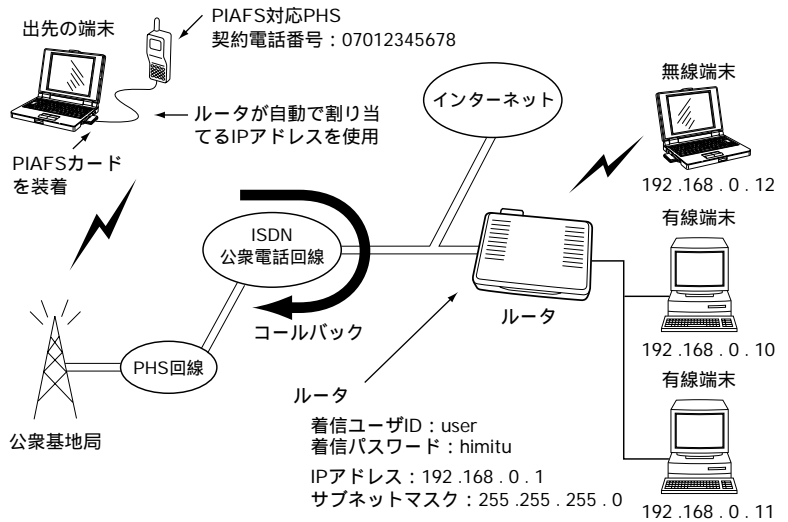 PIAFS対応PHS
契約電話番号：07012345678
出先の端末
ルータが自動で割り当
てるIPアドレスを使用
PIAFSカード
を装着
インターネット
無線端末
192 .168 . 0 . 12
ISDN
公衆電話回線
有線端末
ルータ
コールバック
192 .168 . 0 . 10
PHS回線
有線端末
公衆基地局
ルータ
着信ユーザID：user
着信パスワード：himitu
IPアドレス：192 .168 . 0 . 1
サブネットマスク：255 .255 . 255 . 0
192 .168 . 0 . 11